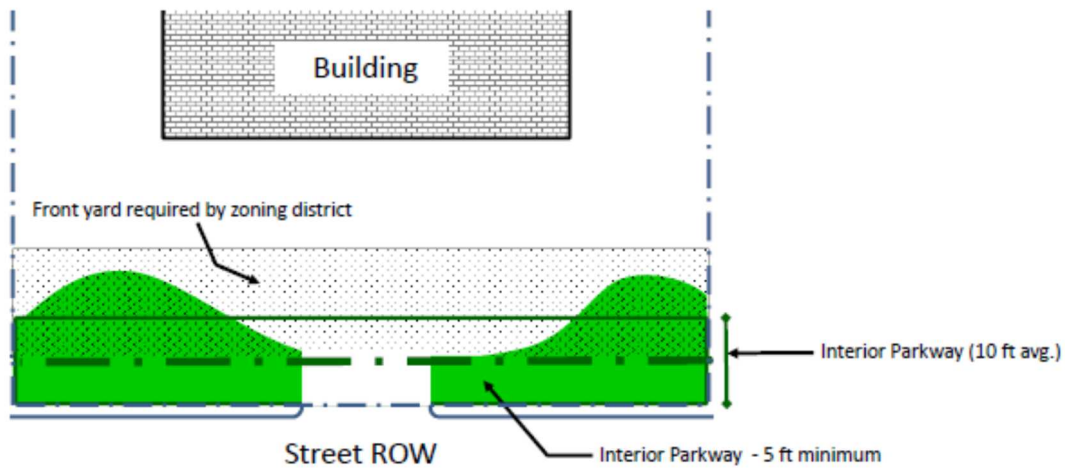 Building
Front yard required by zoning district
Interior Parkway (10 ft avg.)
Street ROW
Interior Parkway - 5 ft minimum